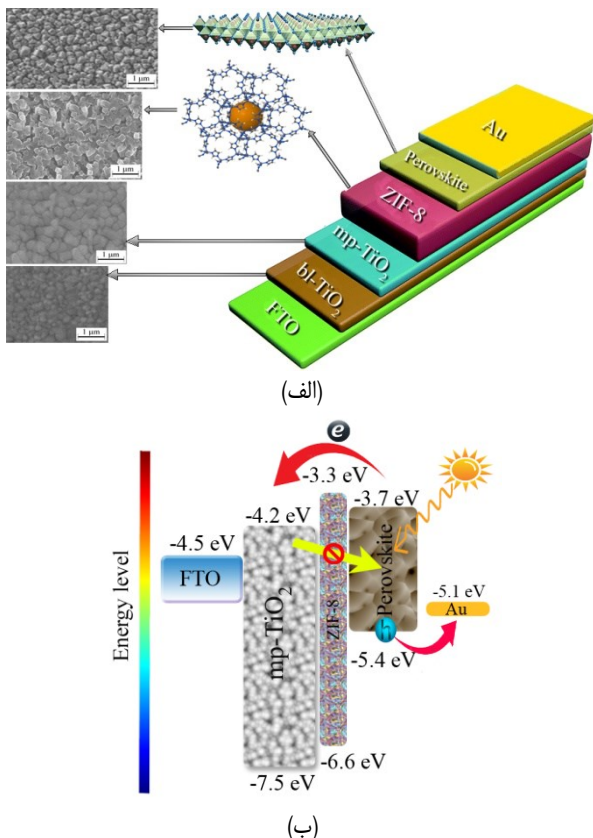 1 μm
1 μm
1 μm
1 μm
Au
Perovskite
ZIF-8
mp-TiO₂
bl-TiO₂
FTO
(الف)
e
-3.3 eV
-3.7 eV
-4.2 eV
-4.5 eV
FTO
Energy level
mp-TiO₂
ZIF-8
Perovskite
-5.1 eV
Au
h
-5.4 eV
-6.6 eV
-7.5 eV
(ب)